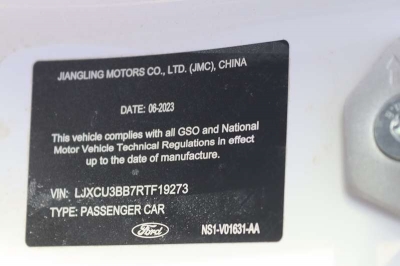 JIANGLING MOTORS CO., LTD. (JMC), CHINA
DATE: 06-2023
This vehicle complies with all GSO and National
Motor Vehicle Technical Regulations in effect
up to the date of manufacture.
VIN: LJXCU3BB7RTF19273
TYPE: PASSENGER CAR
Ford NS1-V01631-AA